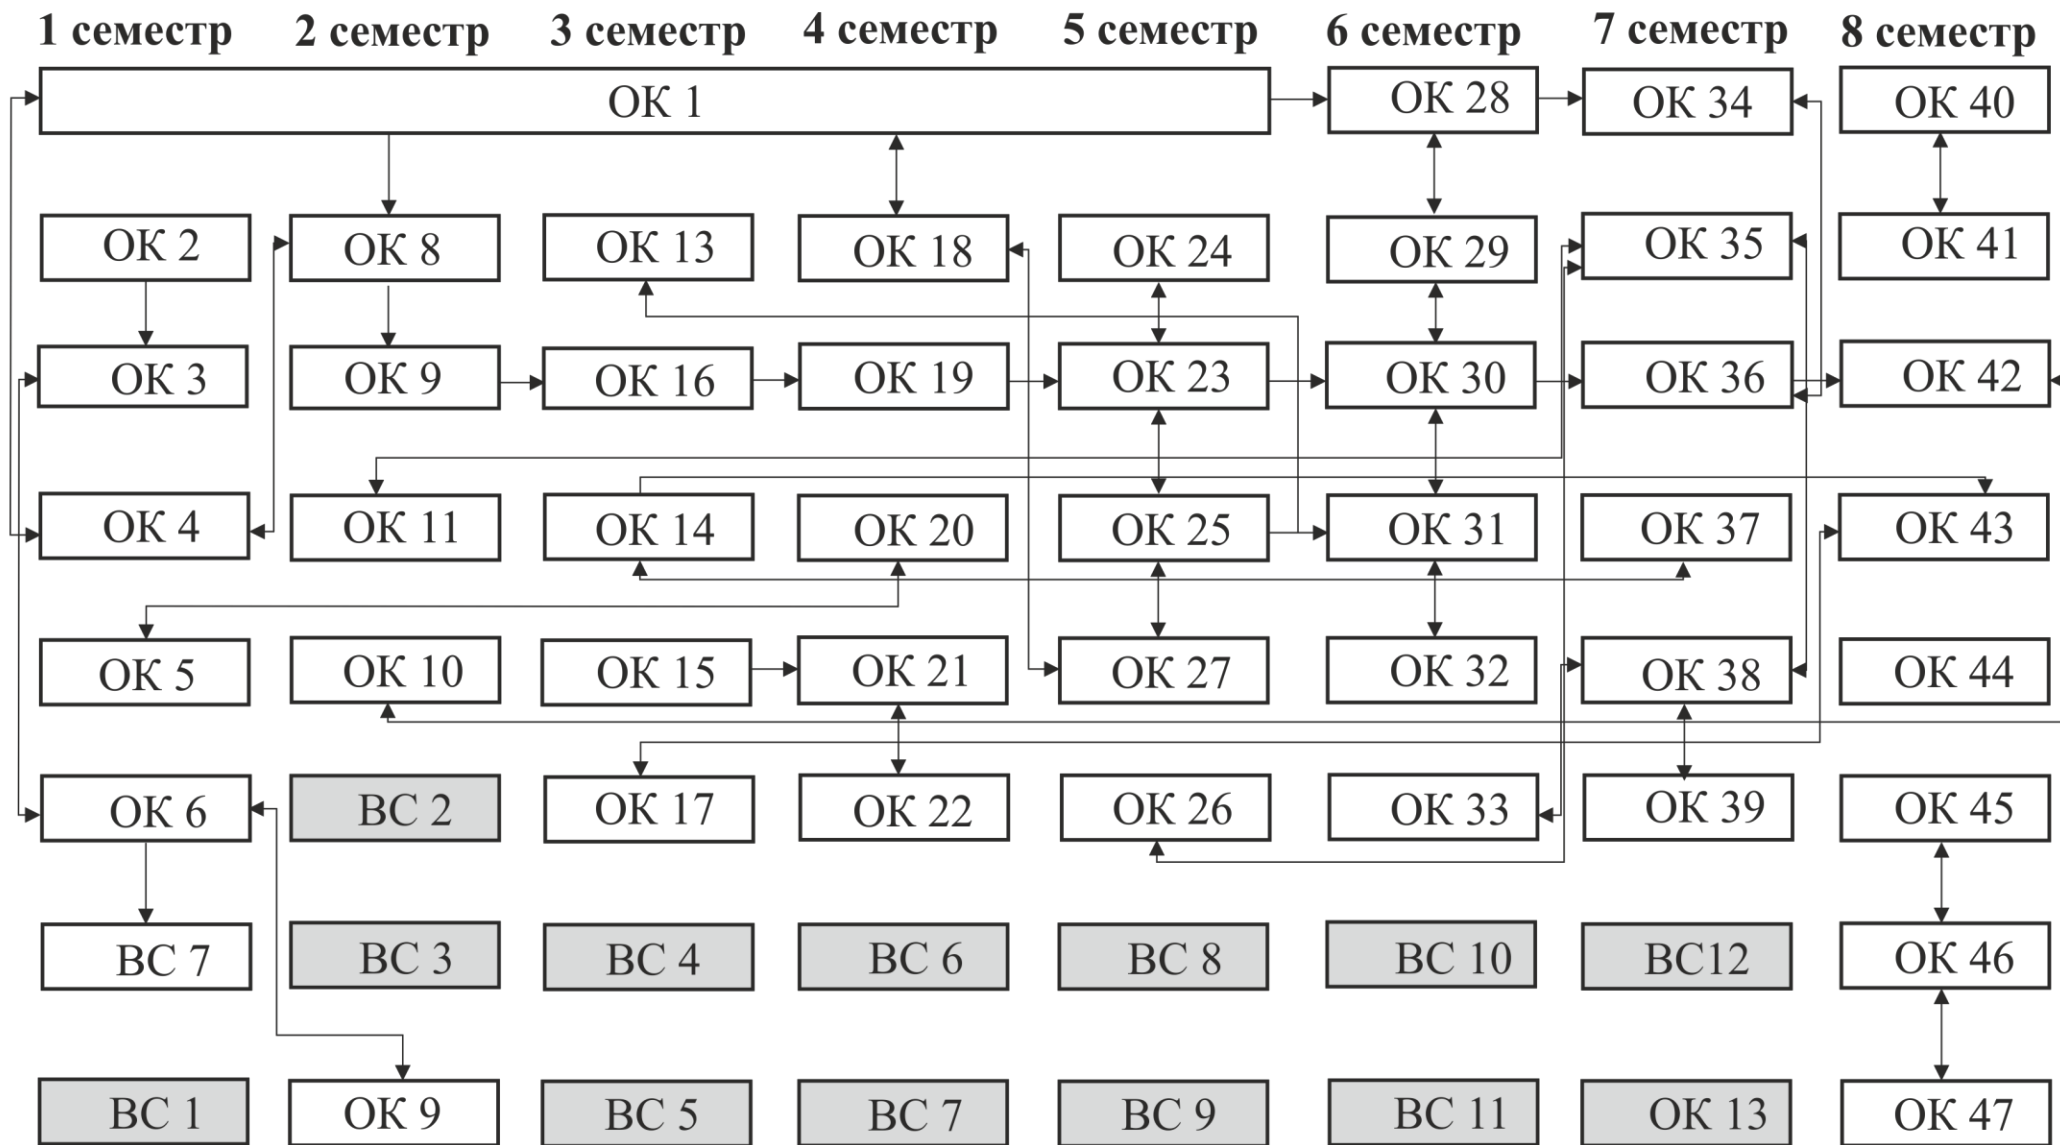 1 семестр 2 семестр 3 семестр 4 семестр 5 семестр 6 семестр 7 семестр 8 семестр
ОК 1 ОК 28 ОК 34 ОК 40
ОК 2 ОК 8 ОК 13 ОК 18 ОК 24 ОК 29 ОК 35 ОК 41
ОК 3 ОК 9 ОК 16 ОК 19 ОК 23 ОК 30 ОК 36 ОК 42
ОК 4 ОК 11 ОК 14 ОК 20 ОК 25 ОК 31 ОК 37 ОК 43
ОК 5 ОК 10 ОК 15 ОК 21 ОК 27 ОК 32 ОК 38 ОК 44
ОК 6 ВС 2 ОК 17 ОК 22 ОК 26 ОК 33 ОК 39 ОК 45
ВС 7 ВС 3 ВС 4 ВС 6 ВС 8 ВС 10 ВС12 ОК 46
ВС 1 ОК 9 ВС 5 ВС 7 ВС 9 ВС 11 ОК 13 ОК 47